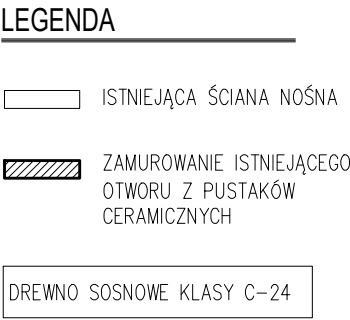 LEGENDA
ISTNIEJĄCA ŚCIANA NOŚNA
ZAMUROWANIE ISTNIEJĄCEGO
OTWORU Z PUSTAKÓW
CERAMICZNYCH
DREWNO SOSNOWE KLASY C-24